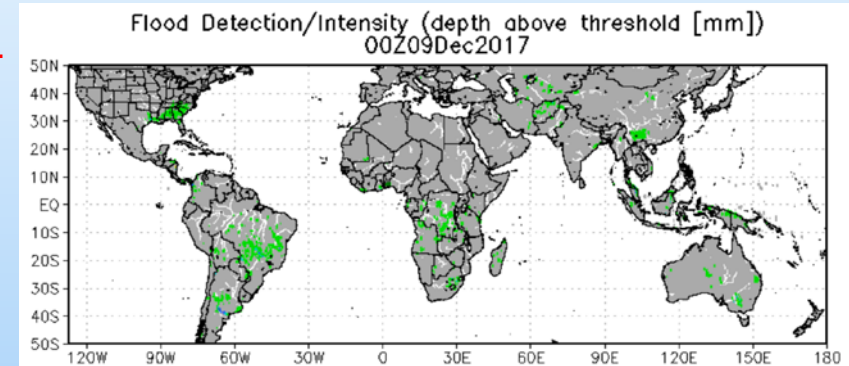 Flood Detection/Intensity (depth above threshold [mm])
00Z09Dec2017
50N
40N
30N
20N
10N
EQ
10S
20S
30S
40S
50S
120W 90W 60W 30W 0 30E 60E 90E 120E 150E 180